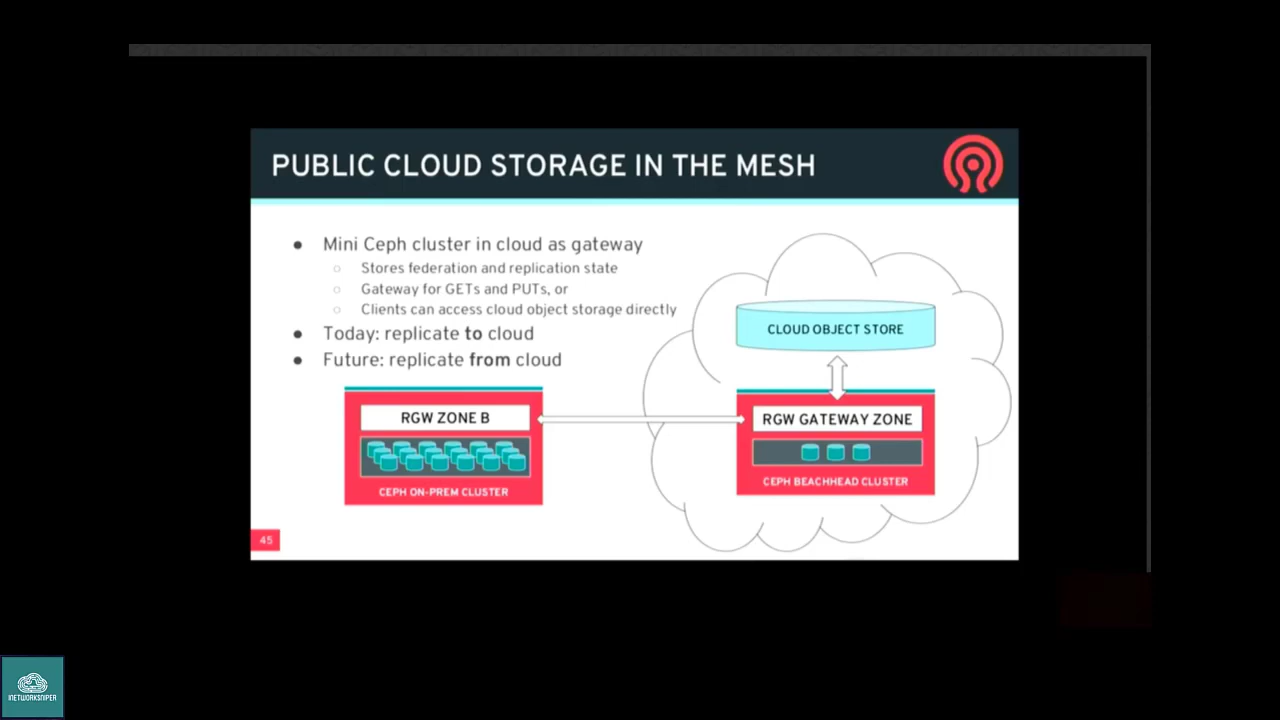 PUBLIC CLOUD STORAGE IN THE MESH
● Mini Ceph cluster in cloud as gateway
○ Stores federation and replication state
○ Gateway for GETs and PUTs, or
○ Clients can access cloud object storage directly
● Today: replicate to cloud
● Future: replicate from cloud
CLOUD OBJECT STORE
RGW ZONE B
RGW GATEWAY ZONE
CEPH ON-PREM CLUSTER
CEPH BEACHHEAD CLUSTER
45
INETWORKSNIPER